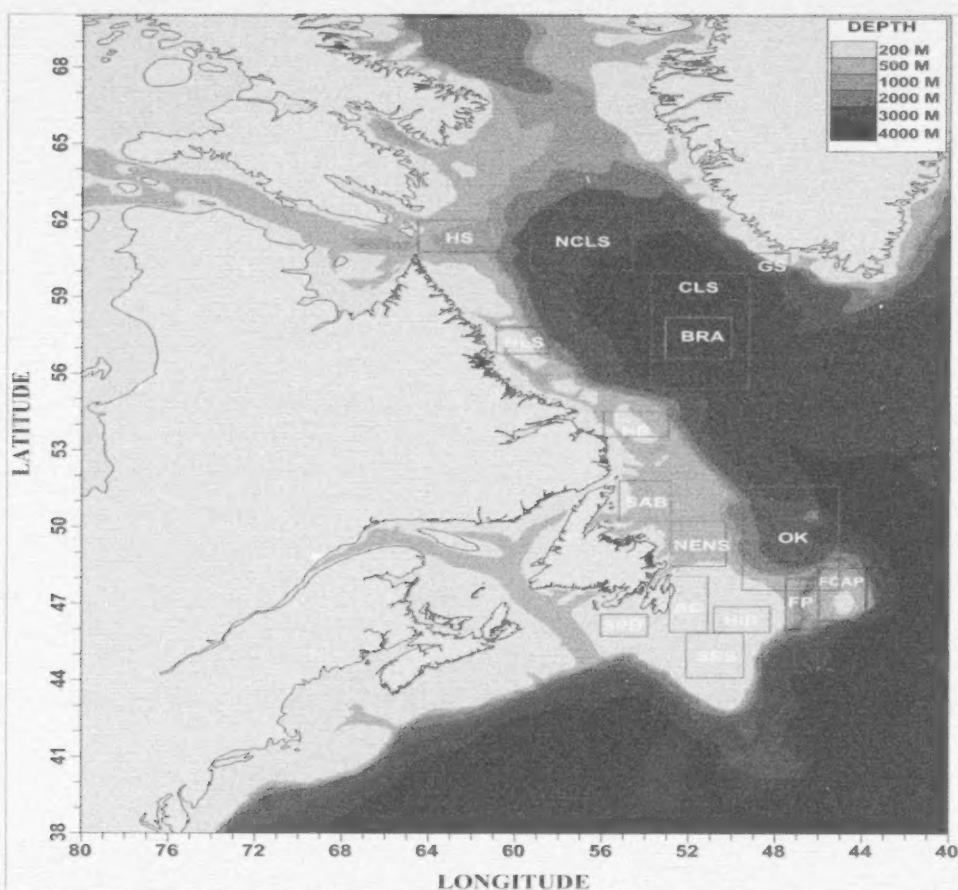 DEPTH
200 M
500 M
1000 M
2000 M
3000 M
4000 M
68
65
62
59
56
53
50
47
44
41
38
LATITUDE
HS
NCLS
GS
CLS
BRA
SAB
OK
NENS
FCAP
FP
HIB
SES
80
76
72
68
64
60
56
52
48
44
40
LONGITUDE